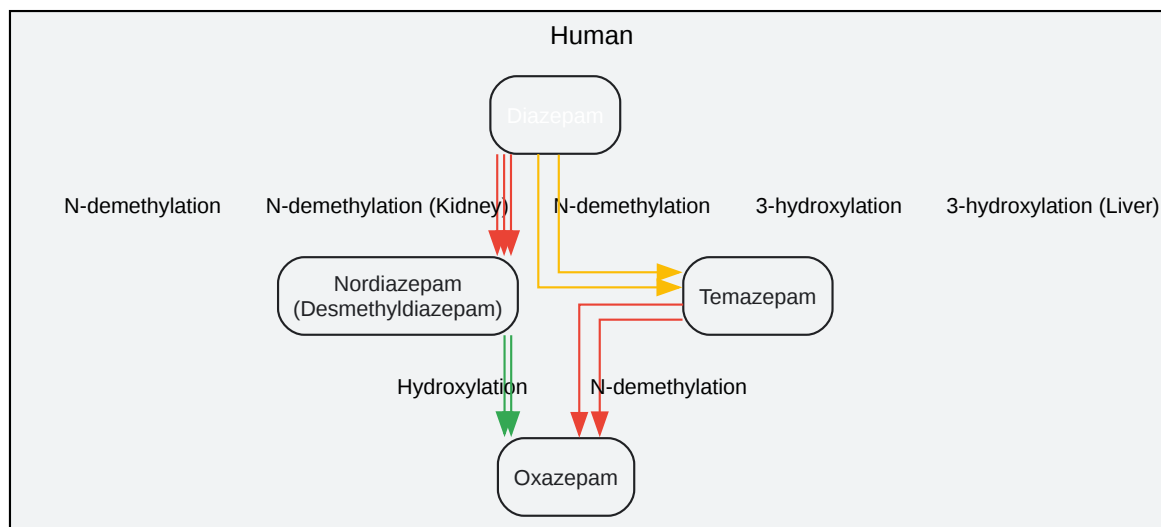 Human
Diazepam
N-demethylation
N-demethylation (Kidney)
N-demethylation
3-hydroxylation
3-hydroxylation (Liver)
Nordiazepam
(Desmethyldiazepam)
Temazepam
Hydroxylation
N-demethylation
Oxazepam